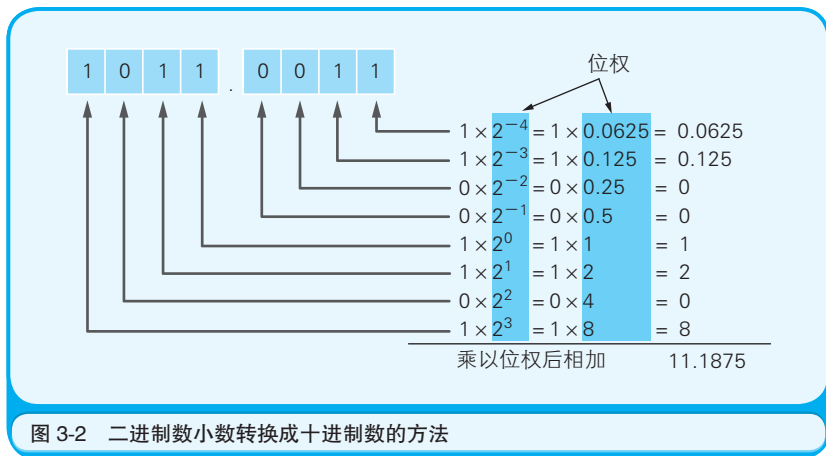 1 0 1 1 . 0 0 1 1
位权
1 × 2⁻⁴ = 1 × 0.0625 = 0.0625
1 × 2⁻³ = 1 × 0.125 = 0.125
0 × 2⁻² = 0 × 0.25 = 0
0 × 2⁻¹ = 0 × 0.5 = 0
1 × 2⁰ = 1 × 1 = 1
1 × 2¹ = 1 × 2 = 2
0 × 2² = 0 × 4 = 0
1 × 2³ = 1 × 8 = 8
乘以位权后相加 11.1875
图 3-2 二进制数小数转换成十进制数的方法